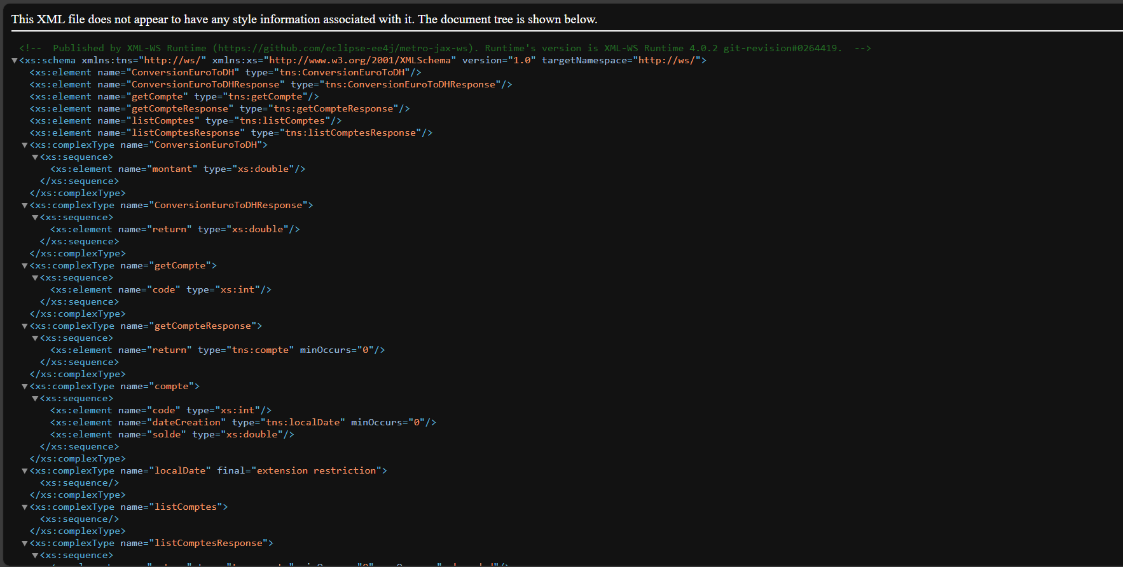 This XML file does not appear to have any style information associated with it. The document tree is shown below.
<!-- Published by XML-WS Runtime (https://github.com/eclipse-ee4j/metro-jax-ws). Runtime's version is XML-WS Runtime 4.0.2 git-revision#0264419. -->
▼<xs:schema xmlns:tns="http://ws/" xmlns:xs="http://www.w3.org/2001/XMLSchema" version="1.0" targetNamespace="http://ws/">
<xs:element name="ConversionEuroToDH" type="tns:ConversionEuroToDH"/>
<xs:element name="ConversionEuroToDHResponse" type="tns:ConversionEuroToDHResponse"/>
<xs:element name="getCompte" type="tns:getCompte"/>
<xs:element name="getCompteResponse" type="tns:getCompteResponse"/>
<xs:element name="listComptes" type="tns:listComptes"/>
<xs:element name="listComptesResponse" type="tns:listComptesResponse"/>
▼<xs:complexType name="ConversionEuroToDH">
▼<xs:sequence>
<xs:element name="montant" type="xs:double"/>
</xs:sequence>
</xs:complexType>
▼<xs:complexType name="ConversionEuroToDHResponse">
▼<xs:sequence>
<xs:element name="return" type="xs:double"/>
</xs:sequence>
</xs:complexType>
▼<xs:complexType name="getCompte">
▼<xs:sequence>
<xs:element name="code" type="xs:int"/>
</xs:sequence>
</xs:complexType>
▼<xs:complexType name="getCompteResponse">
▼<xs:sequence>
<xs:element name="return" type="tns:compte" minOccurs="0"/>
</xs:sequence>
</xs:complexType>
▼<xs:complexType name="compte">
▼<xs:sequence>
<xs:element name="code" type="xs:int"/>
<xs:element name="dateCreation" type="tns:localDate" minOccurs="0"/>
<xs:element name="solde" type="xs:double"/>
</xs:sequence>
</xs:complexType>
▼<xs:complexType name="localDate" final="extension restriction">
<xs:sequence/>
</xs:complexType>
▼<xs:complexType name="listComptes">
<xs:sequence/>
</xs:complexType>
▼<xs:complexType name="listComptesResponse">
▼<xs:sequence>